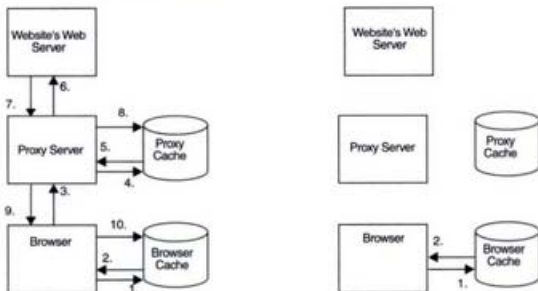 Website's Web
Server
7.
6.
Proxy Server
8.
5.
4.
Proxy
Cache
9.
3.
Browser
10.
2.
1.
Browser
Cache
Website's Web
Server
Proxy Server
Proxy
Cache
Browser
2.
1.
Browser
Cache